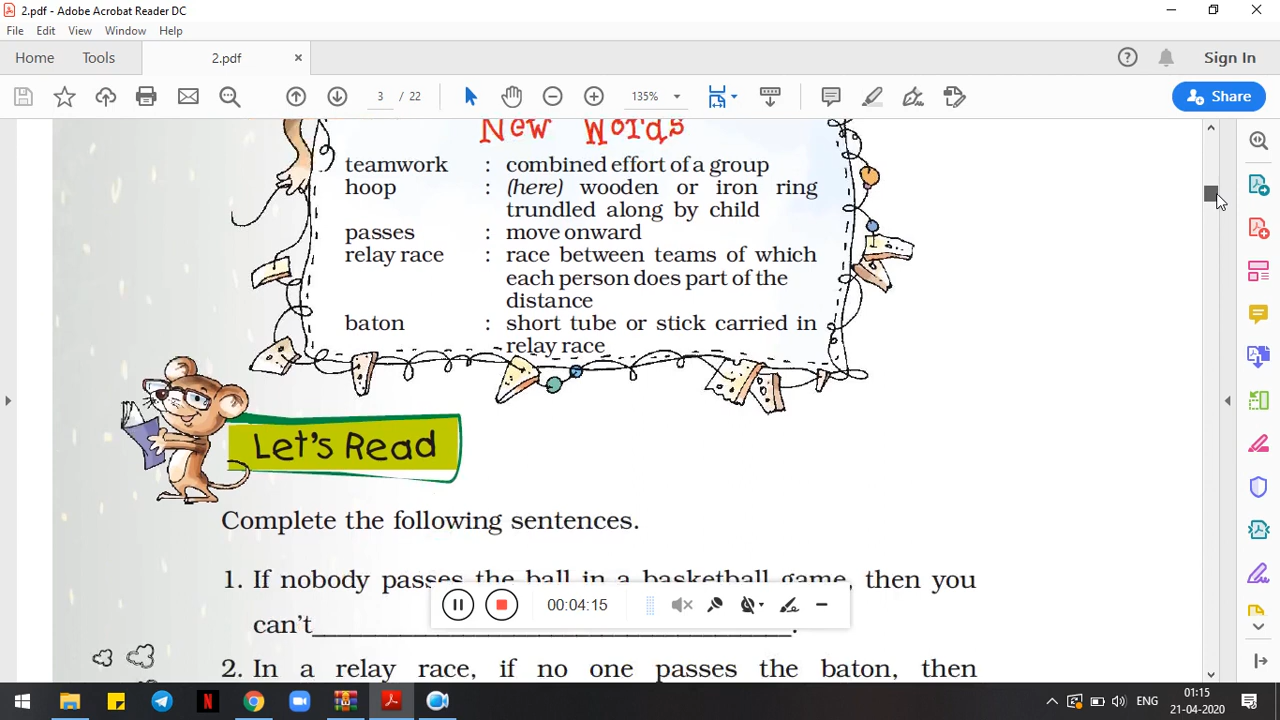 2.pdf - Adobe Acrobat Reader DC
File Edit View Window Help
Home Tools 2.pdf × Sign In
3 / 22 135% Share
New Words
teamwork : combined effort of a group
hoop : (here) wooden or iron ring
trundled along by child
passes : move onward
relay race : race between teams of which
each person does part of the
distance
baton : short tube or stick carried in
relay race
Let's Read
Complete the following sentences.
1. If nobody passes the ball in a basketball game, then you
can't ______________________________________.
00:04:15
2. In a relay race, if no one passes the baton, then
ENG 01:15
21-04-2020